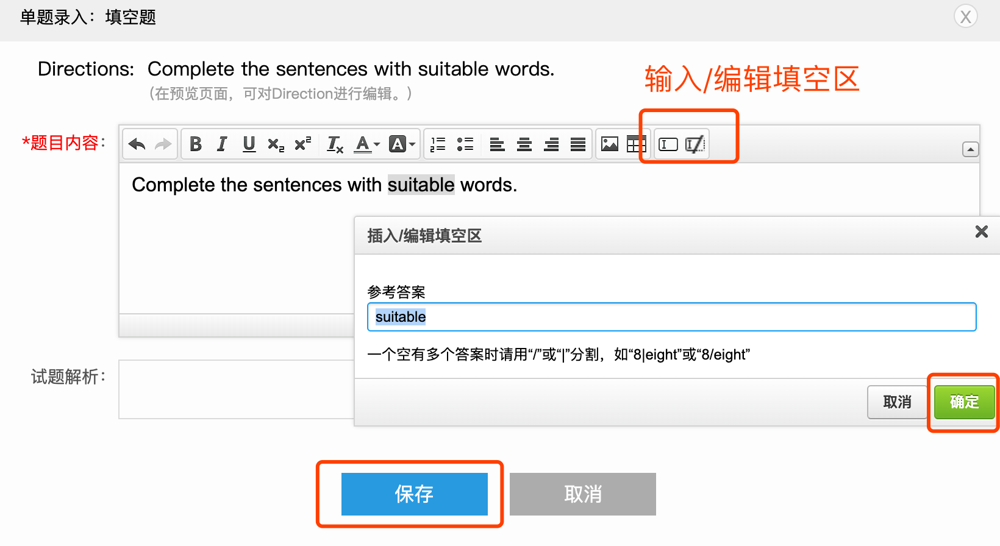 单题录入：填空题
X
Directions: Complete the sentences with suitable words.
（在预览页面，可对Direction进行编辑。）
输入/编辑填空区
*题目内容：
Complete the sentences with suitable words.
插入/编辑填空区
参考答案
suitable
一个空有多个答案时请用“/”或“|”分割，如“8|eight”或“8/eight”
取消
确定
试题解析：
保存
取消